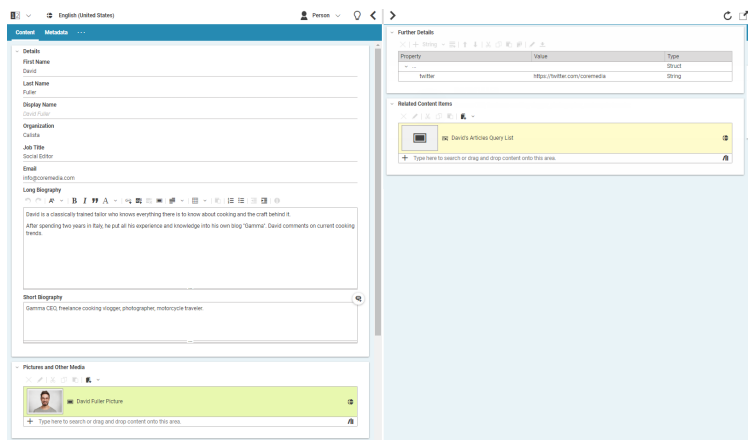 English (United States)
Person
Content Metadata ···
Details
First Name
David
Last Name
Fuller
Display Name
David Fuller
Organization
Calista
Job Title
Social Editor
Email
info@coremedia.com
Long Biography
David is a classically trained tailor who knows everything there is to know about cooking and the craft behind it.
After spending two years in Italy, he put all his experience and knowledge into his own blog "Gamma". David comments on current cooking
trends.
Short Biography
Gamma CEO, freelance cooking vlogger, photographer, motorcycle traveler.
Pictures and Other Media
David Fuller Picture
Type here to search or drag and drop content onto this area.
Further Details
String
Property Value Type
... Struct
twitter https://twitter.com/coremedia String
Related Content Items
David's Articles Query List
Type here to search or drag and drop content onto this area.